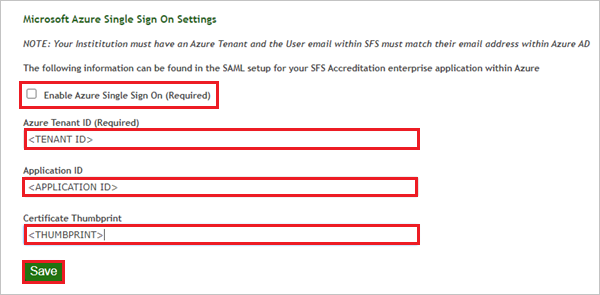 Microsoft Azure Single Sign On Settings
NOTE: Your Instititution must have an Azure Tenant and the User email within SFS must match their email address within Azure AD
The following information can be found in the SAML setup for your SFS Accreditation enterprise application within Azure
Enable Azure Single Sign On (Required)
Azure Tenant ID (Required)
<TENANT ID>
Application ID
<APPLICATION ID>
Certificate Thumbprint
<THUMBPRINT>
Save